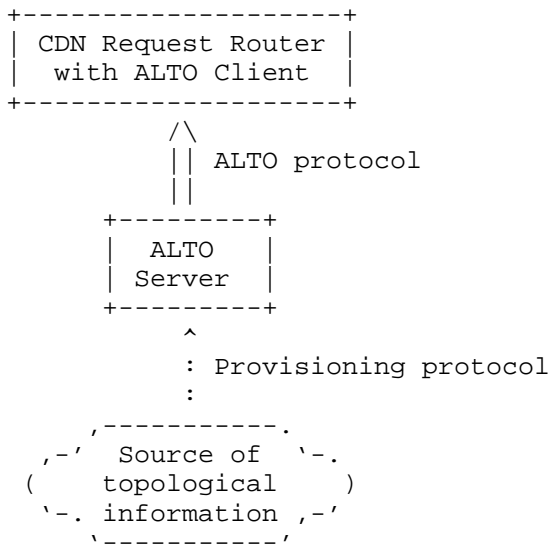 CDN Request Router
with ALTO Client
ALTO protocol
ALTO
Server
Provisioning protocol
Source of
topological
information